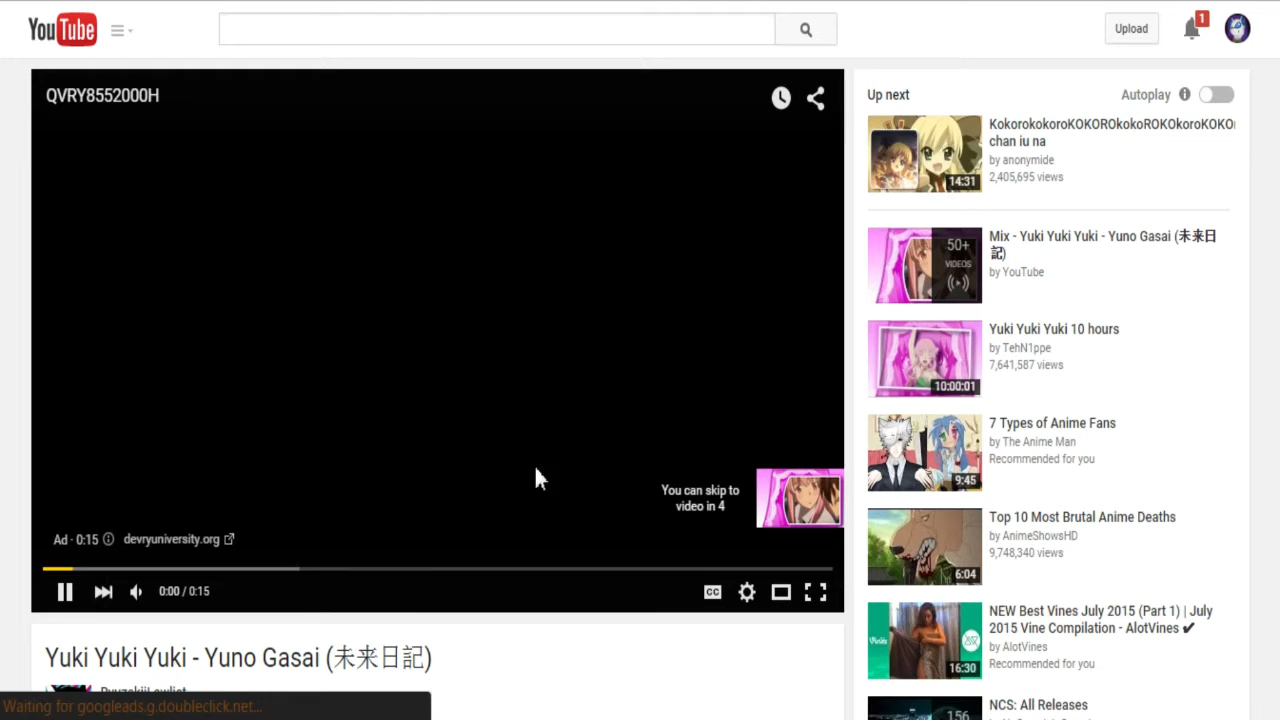 YouTube
Upload
1
QVRY8552000H
You can skip to
video in 4
Ad · 0:15
devryuniversity.org
0:00 / 0:15
CC
Yuki Yuki Yuki - Yuno Gasai (未来日記)
Waiting for googleads.g.doubleclick.net...
Up next
Autoplay
KokorokokoroKOKOROkokoROKOkoroKOKO
chan iu na
by anonymide
2,405,695 views
14:31
Mix - Yuki Yuki Yuki - Yuno Gasai (未来日
記)
by YouTube
50+
VIDEOS
Yuki Yuki Yuki 10 hours
by TehN1ppe
7,641,587 views
10:00:01
7 Types of Anime Fans
by The Anime Man
Recommended for you
9:45
Top 10 Most Brutal Anime Deaths
by AnimeShowsHD
9,748,340 views
6:04
NEW Best Vines July 2015 (Part 1) | July
2015 Vine Compilation - AlotVines ✔
by AlotVines
Recommended for you
Vines
16:30
NCS: All Releases
156